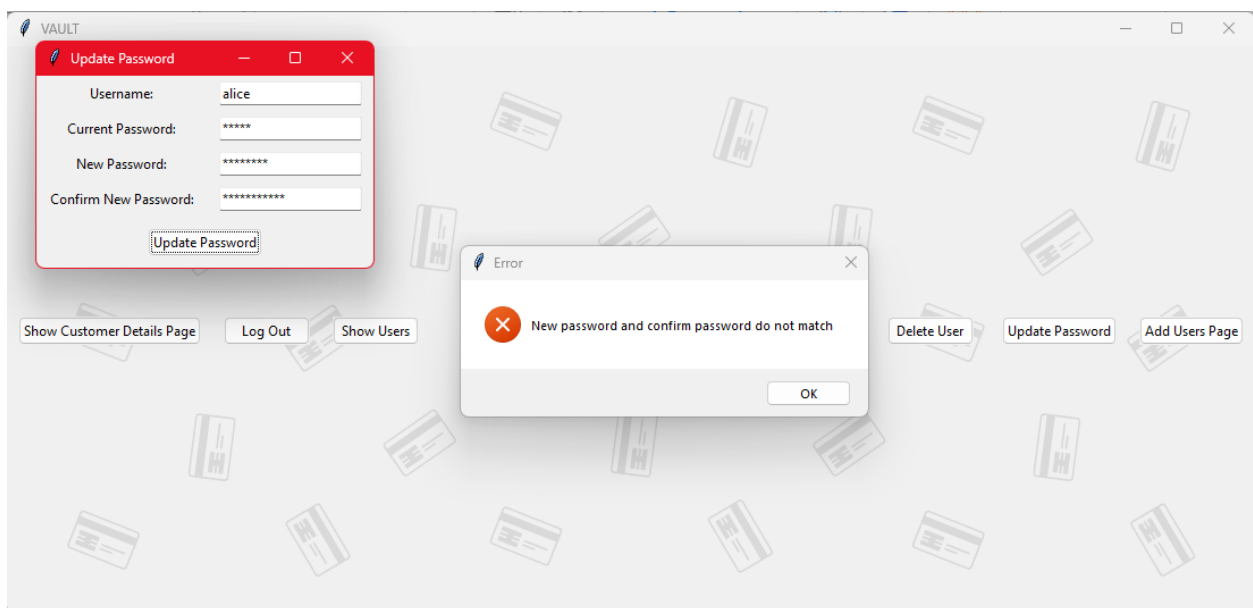 VAULT
Update Password
Username: alice
Current Password: *****
New Password: ********
Confirm New Password: ***********
Update Password
Error
New password and confirm password do not match
OK
Show Customer Details Page Log Out Show Users Delete User Update Password Add Users Page